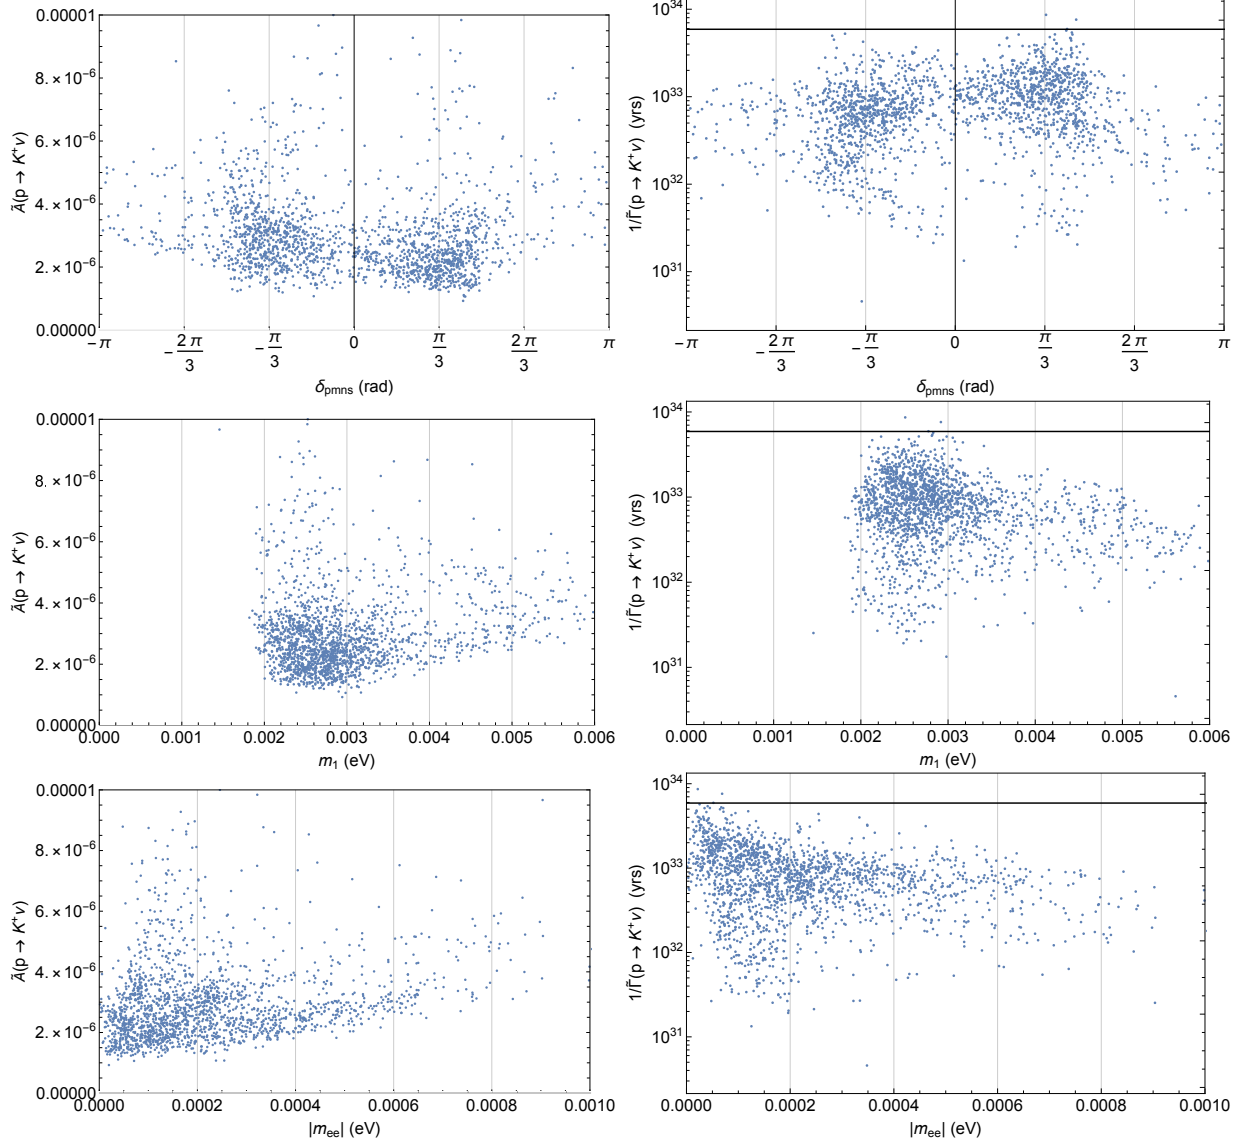 0.00001
8. × 10⁻⁶
6. × 10⁻⁶
4. × 10⁻⁶
2. × 10⁻⁶
0.00000
Ã(p → K⁺ν)
-π
-2π/3
-π/3
0
π/3
2π/3
π
δpmns (rad)
10³⁴
10³³
10³²
10³¹
1/Γ̃(p → K⁺ν) (yrs)
-π
-2π/3
-π/3
0
π/3
2π/3
π
δpmns (rad)
0.00001
8. × 10⁻⁶
6. × 10⁻⁶
4. × 10⁻⁶
2. × 10⁻⁶
0.00000
Ã(p → K⁺ν)
0.000 0.001 0.002 0.003 0.004 0.005 0.006
m₁ (eV)
10³⁴
10³³
10³²
10³¹
1/Γ̃(p → K⁺ν) (yrs)
0.000 0.001 0.002 0.003 0.004 0.005 0.006
m₁ (eV)
0.00001
8. × 10⁻⁶
6. × 10⁻⁶
4. × 10⁻⁶
2. × 10⁻⁶
0.00000
Ã(p → K⁺ν)
0.0000 0.0002 0.0004 0.0006 0.0008 0.0010
|mee| (eV)
10³⁴
10³³
10³²
10³¹
1/Γ̃(p → K⁺ν) (yrs)
0.0000 0.0002 0.0004 0.0006 0.0008 0.0010
|mee| (eV)